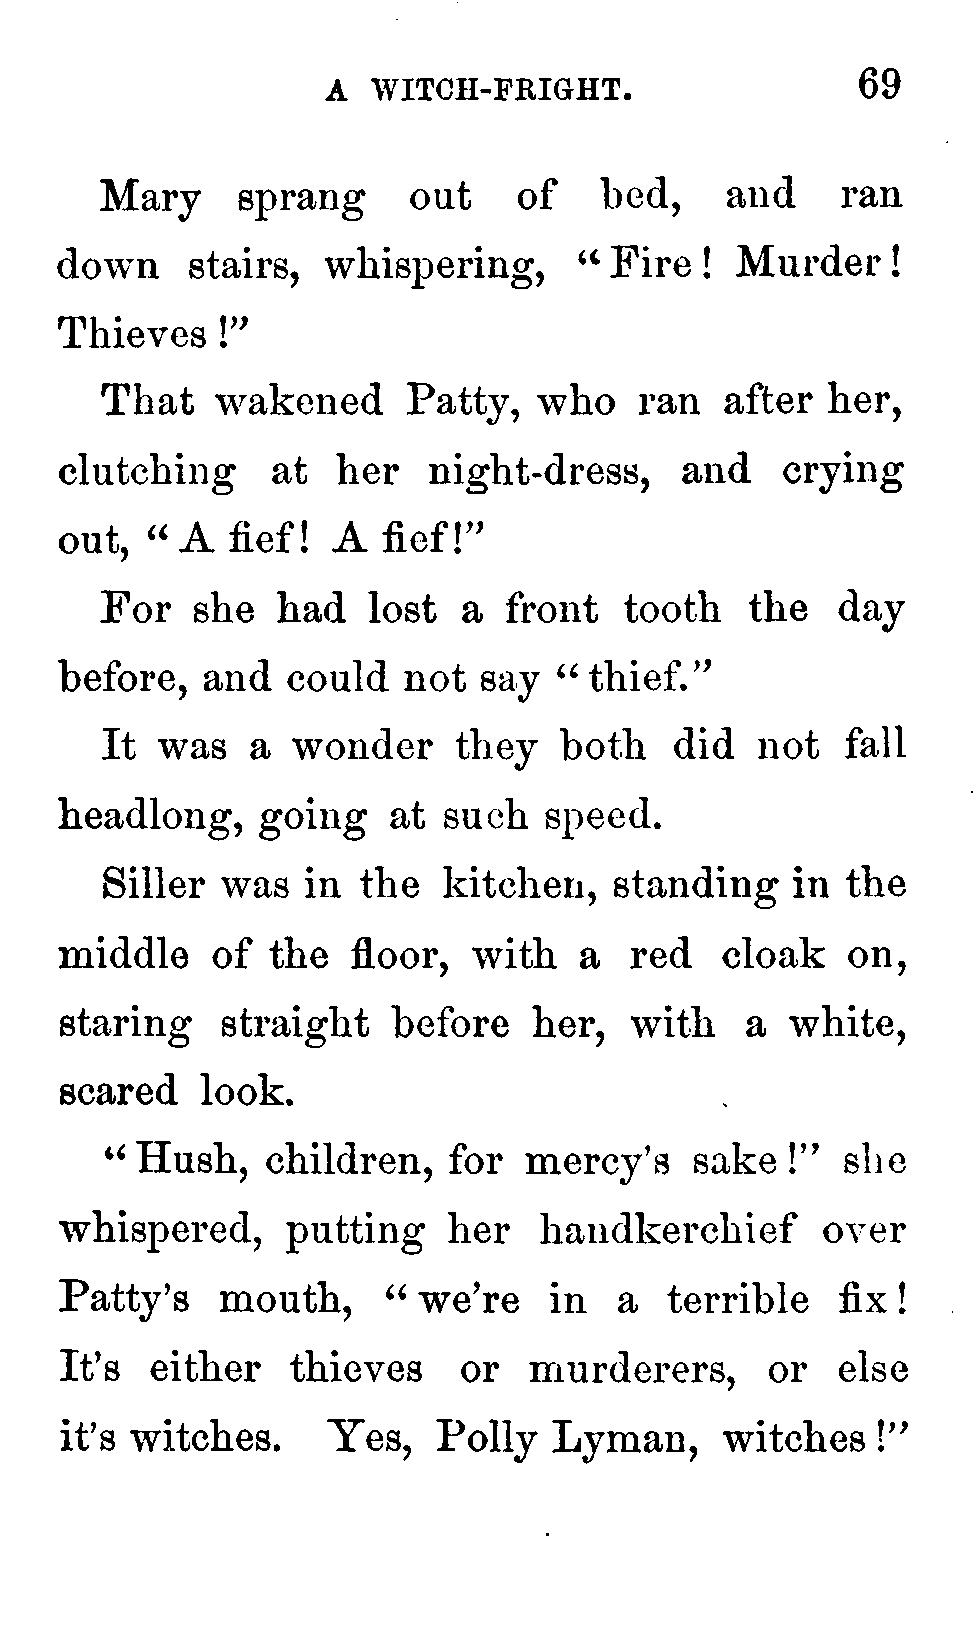 A WITCH-FRIGHT. 69
Mary sprang out of bed, and ran
down stairs, whispering, "Fire! Murder!
Thieves!"
That wakened Patty, who ran after her,
clutching at her night-dress, and crying
out, "A fief! A fief!"
For she had lost a front tooth the day
before, and could not say "thief."
It was a wonder they both did not fall
headlong, going at such speed.
Siller was in the kitchen, standing in the
middle of the floor, with a red cloak on,
staring straight before her, with a white,
scared look.
"Hush, children, for mercy's sake!" she
whispered, putting her handkerchief over
Patty's mouth, "we're in a terrible fix!
It's either thieves or murderers, or else
it's witches. Yes, Polly Lyman, witches!"